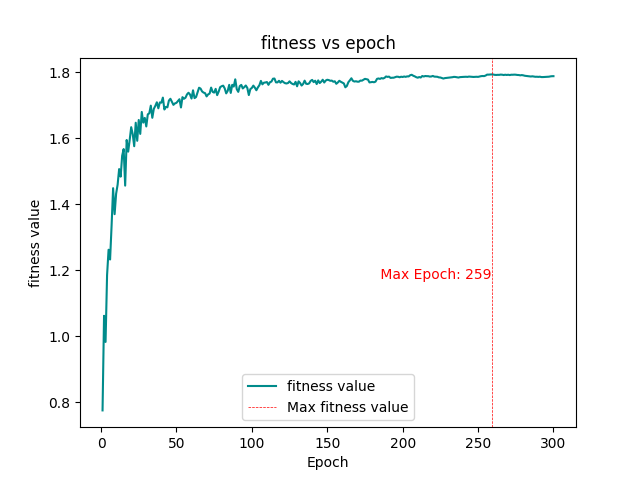 fitness vs epoch
fitness value
1.8
1.6
1.4
1.2
1.0
0.8
Max Epoch: 259
fitness value
Max fitness value
0 50 100 150 200 250 300
Epoch